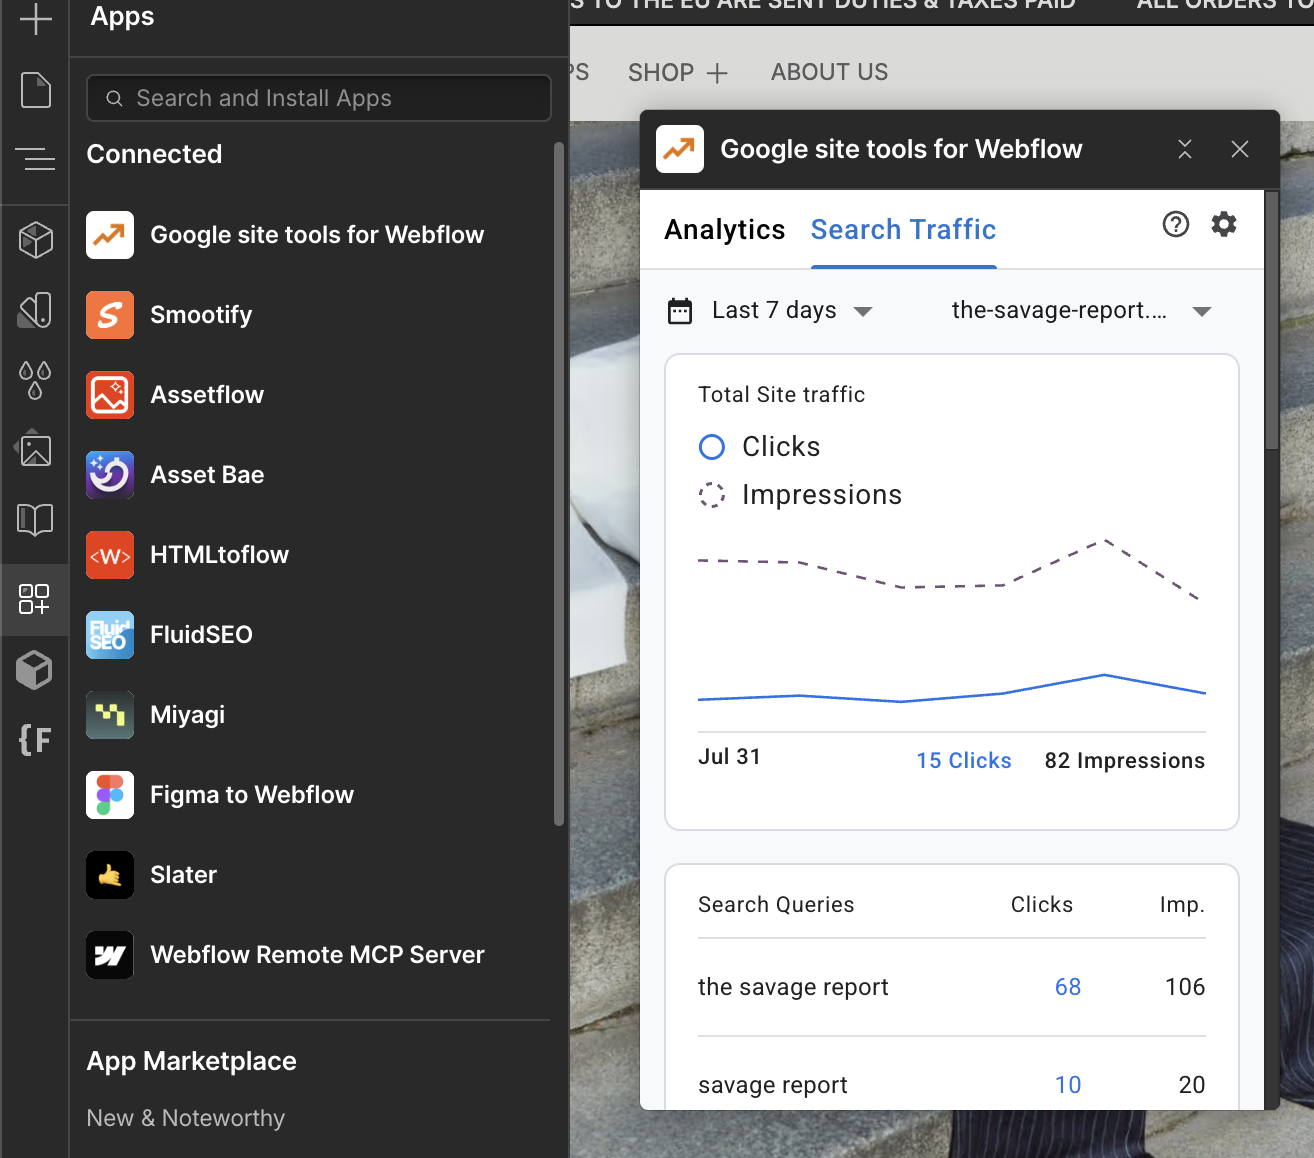 Apps
S TO THE EU ARE SENT DUTIES & TAXES PAID
ALL ORDERS TO
Search and Install Apps
PS
SHOP
ABOUT US
Connected
Google site tools for Webflow
Smootify
Assetflow
Asset Bae
<W>
HTMLtoflow
Fluid
SEO
FluidSEO
Miyagi
Figma to Webflow
Slater
Webflow Remote MCP Server
App Marketplace
New & Noteworthy
{F
Google site tools for Webflow
Analytics
Search Traffic
Last 7 days
the-savage-report....
Total Site traffic
Clicks
Impressions
Jul 31
15 Clicks
82 Impressions
Search Queries Clicks Imp.
the savage report 68 106
savage report 10 20